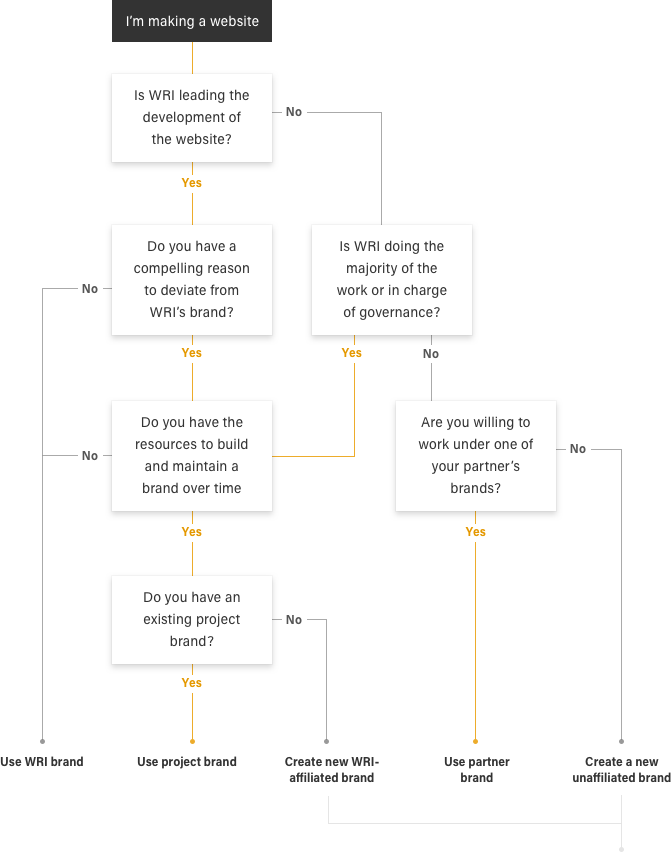 I'm making a website
Is WRI leading the
development of
the website?
No
Yes
Do you have a
compelling reason
to deviate from
WRI's brand?
Is WRI doing the
majority of the
work or in charge
of governance?
No
Yes
Yes
No
Do you have the
resources to build
and maintain a
brand over time
Are you willing to
work under one of
your partner's
brands?
No
No
Yes
Yes
Do you have an
existing project
brand?
No
Yes
Use WRI brand
Use project brand
Create new WRI-
affiliated brand
Use partner
brand
Create a new
unaffiliated brand